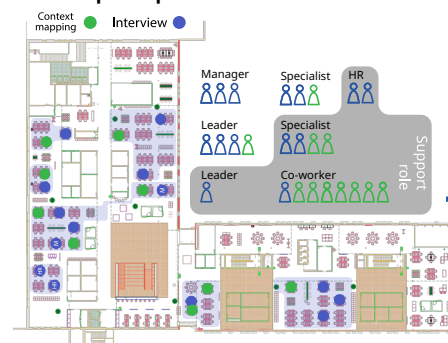 Context
mapping
Interview
Manager
Specialist
HR
Leader
Specialist
Leader
Co-worker
Support
role